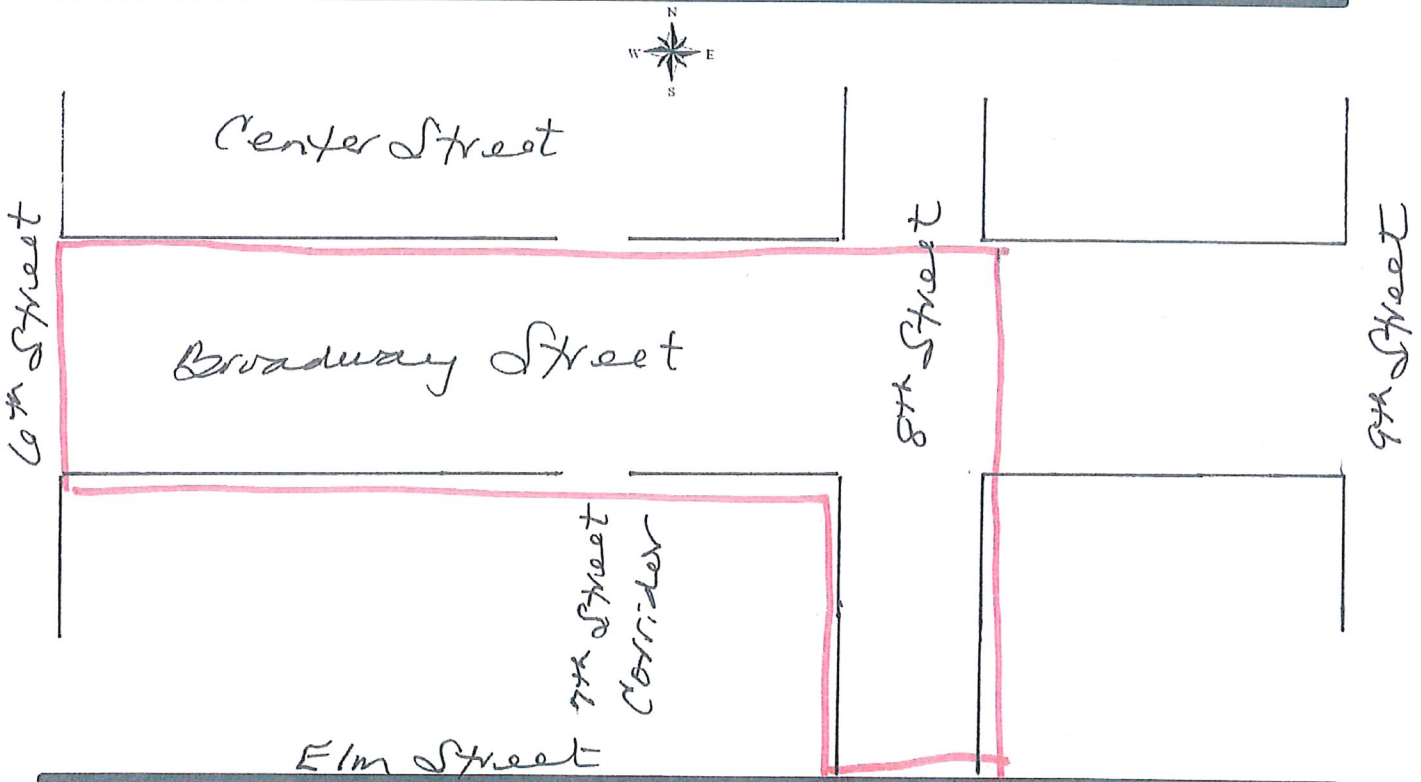 N
W E
S
Center Street
6th Street
8th Street
9th Street
Broadway Street
7th Street
Corridor
Elm Street